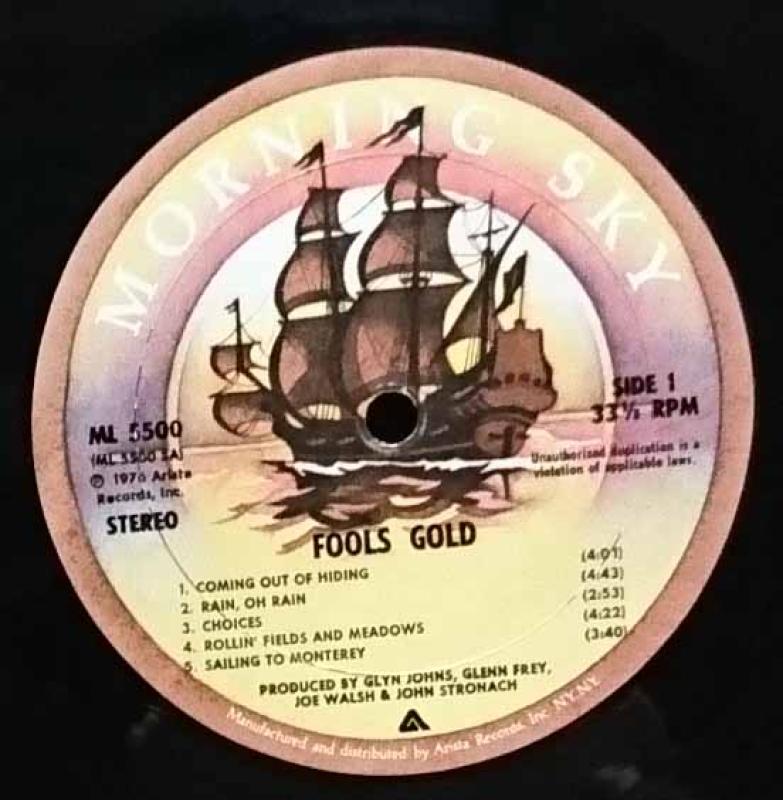 MORNING SKY
ML 5500
(ML 5500 SA)
℗ 1976 Arista
Records, Inc.
STEREO
SIDE 1
33⅓ RPM
Unauthorized duplication is a
violation of applicable laws.
FOOLS GOLD
1. COMING OUT OF HIDING (4:01)
2. RAIN, OH RAIN (4:43)
3. CHOICES (2:53)
4. ROLLIN' FIELDS AND MEADOWS (4:22)
5. SAILING TO MONTEREY (3:40)
PRODUCED BY GLYN JOHNS, GLENN FREY,
JOE WALSH & JOHN STRONACH
Manufactured and distributed by Arista Records, Inc. NY. NY